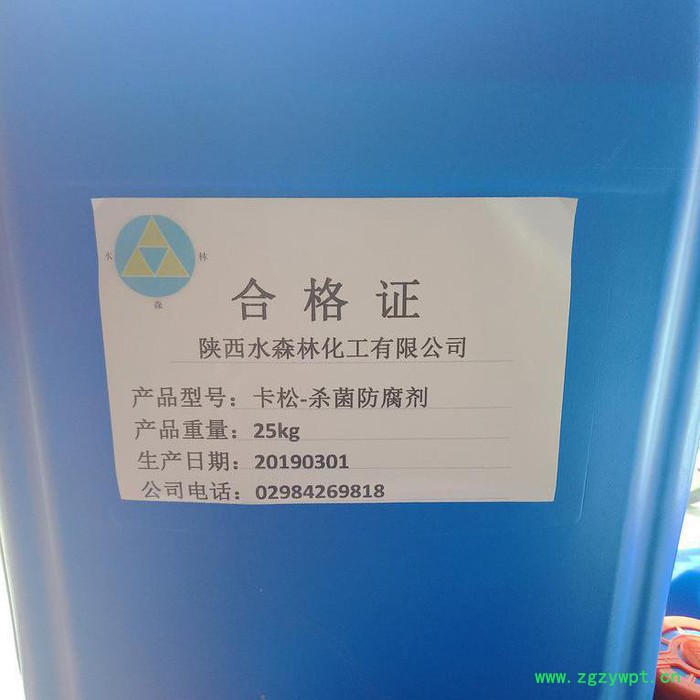 水 林
森
合格证
陕西水森林化工有限公司
产品型号：卡松-杀菌防腐剂
产品重量：25kg
生产日期：20190301
公司电话：02984269818
www.zgzywpt.cn